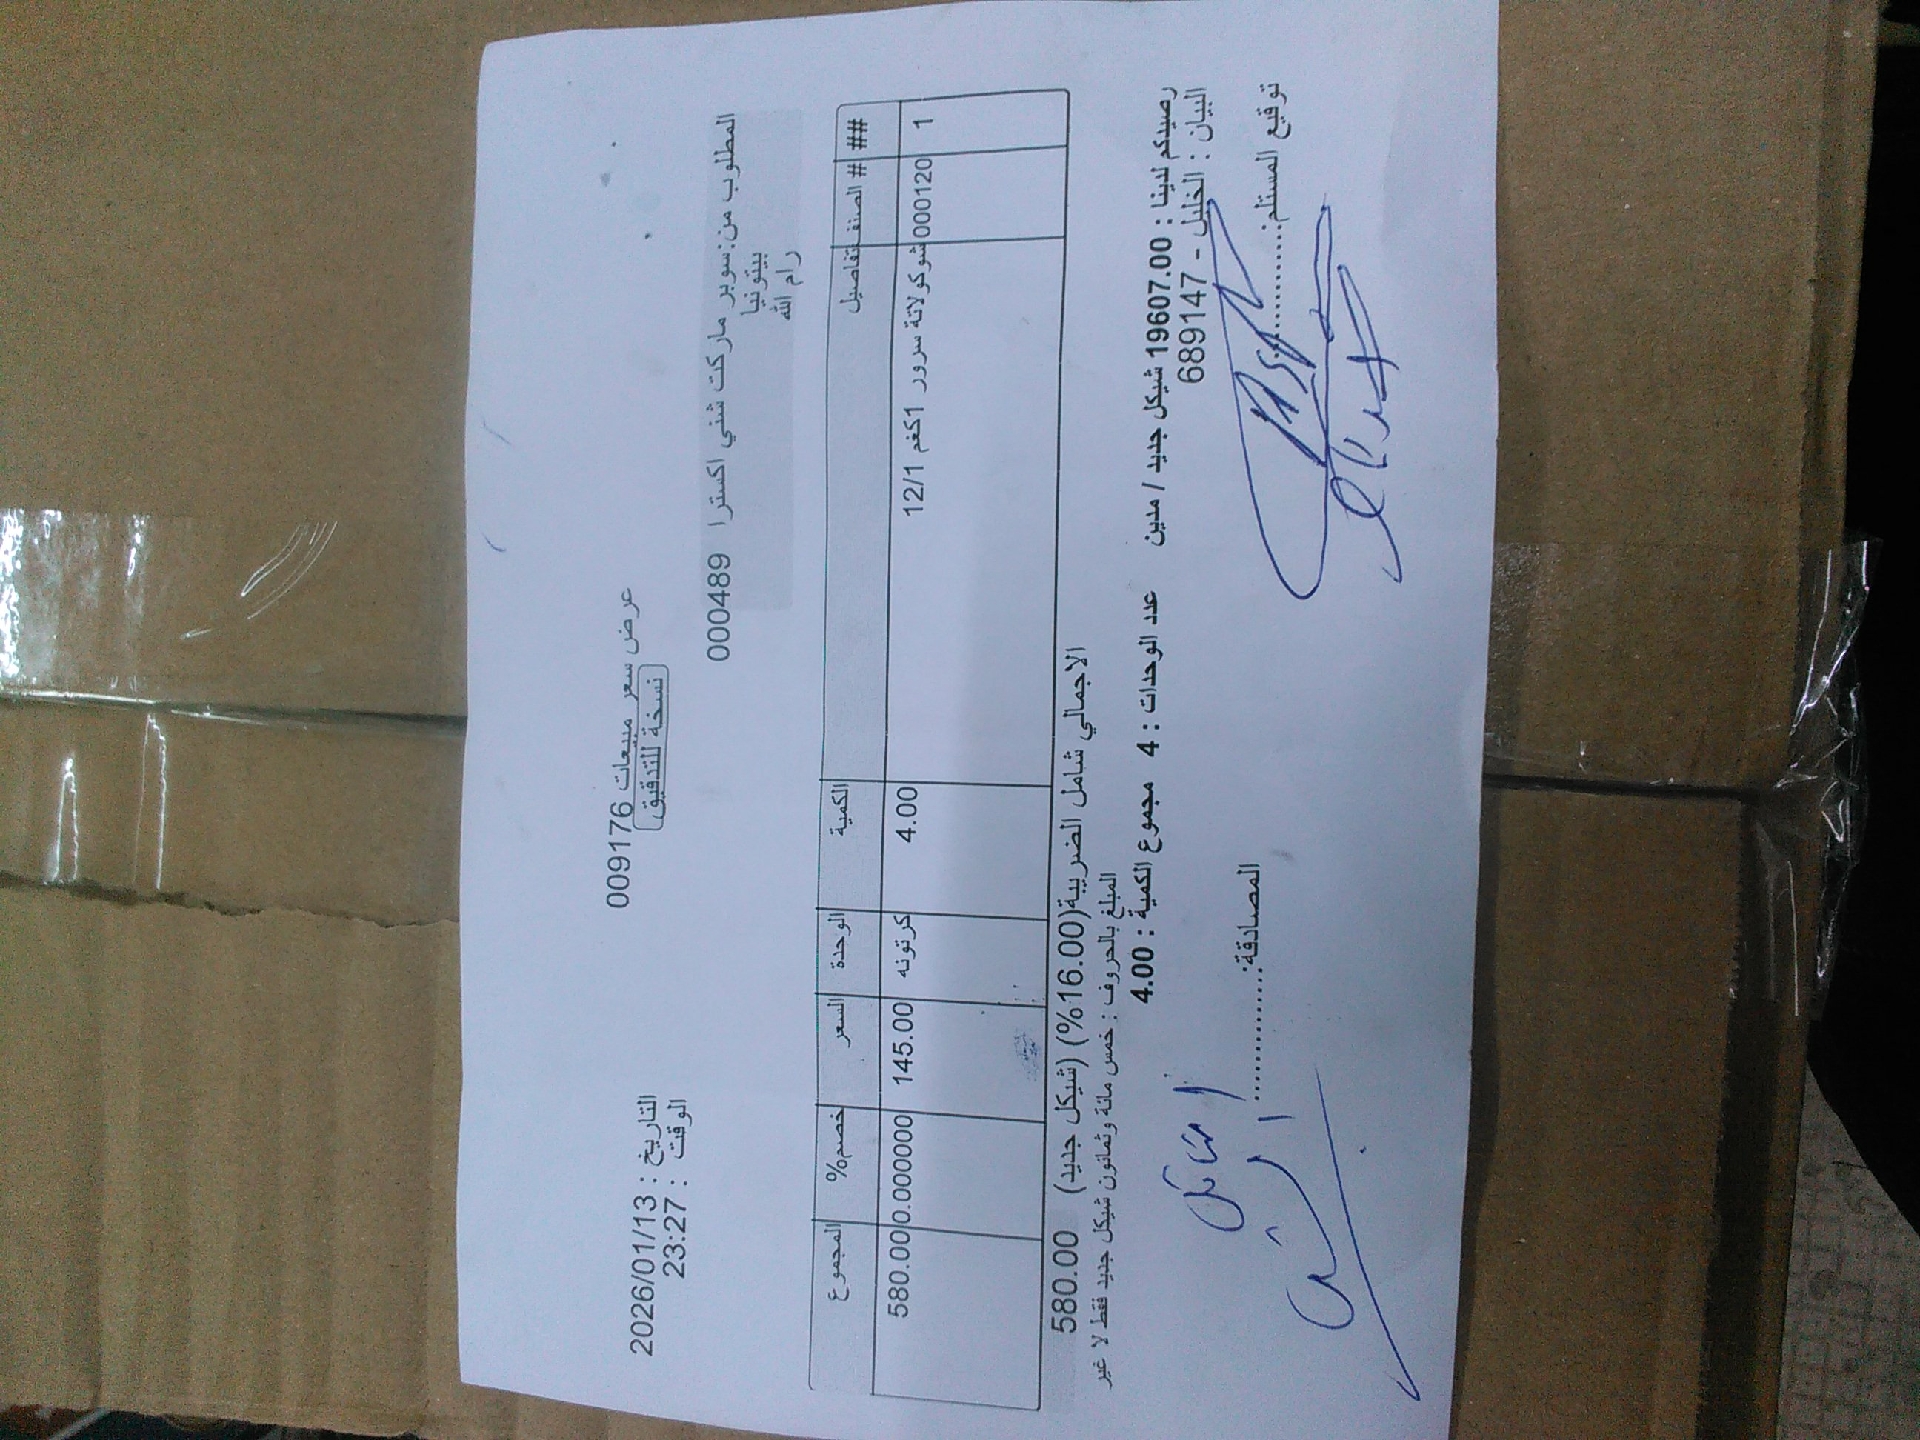 عرض سعر مبيعات 009176
نسخة للتدقيق
التاريخ : 2026/01/13
الوقت : 23:27
المطلوب من: سوبر ماركت شني اكسترا 000489
بيتونيا
رام الله
## # الصنف تفاصيل الكمية الوحدة السعر خصم% المجموع
1 000120 شوكولاتة سرور 1كغم 12/1 4.00 كرتونه 145.00 0.000000 580.00
الاجمالي شامل الضريبة(16.00%) (شيكل جديد) 580.00
المبلغ بالحروف : خمس مائة وثمانون شيكل جديد فقط لا غير
رصيدكم لدينا : 19607.00 شيكل جديد / مدين عدد الوحدات : 4 مجموع الكمية : 4.00
البيان : الخليل - 689147
توقيع المستلم:............ المصادقة:............